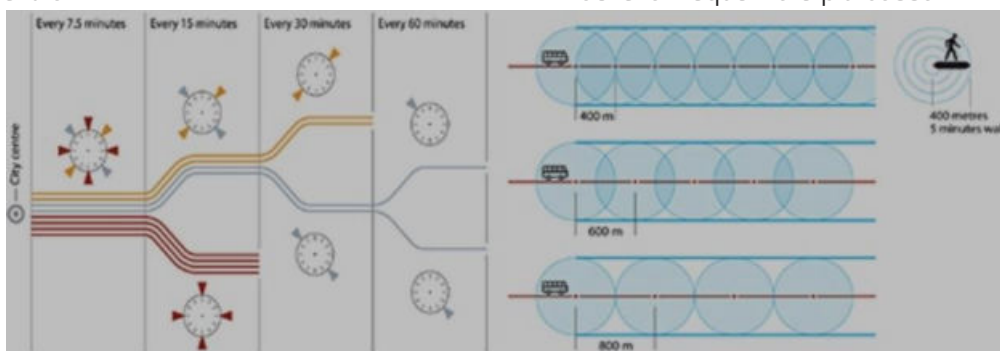 Every 7.5 minutes
Every 15 minutes
Every 30 minutes
Every 60 minutes
City centre
400 m
400 metres
5 minutes wa
600 m
800 m